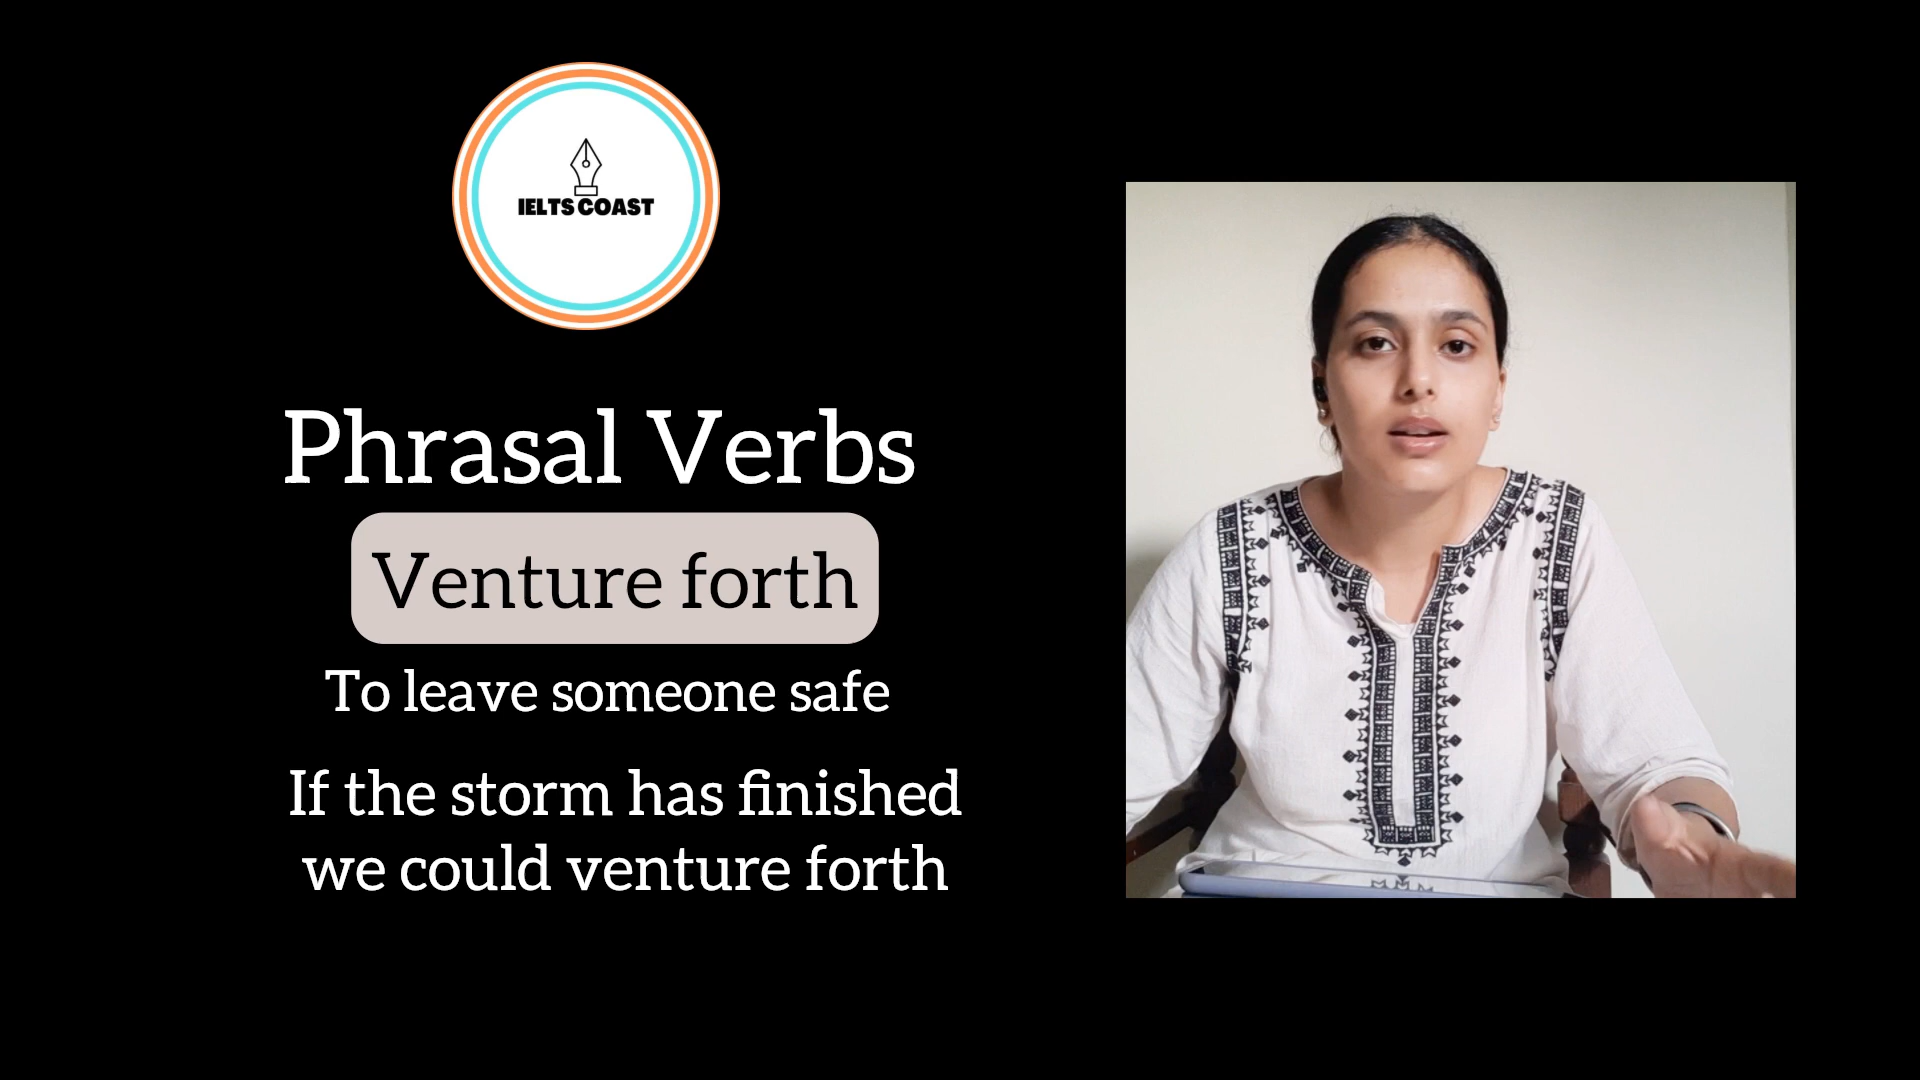 IELTS COAST
Phrasal Verbs
Venture forth
To leave someone safe
If the storm has finished
we could venture forth